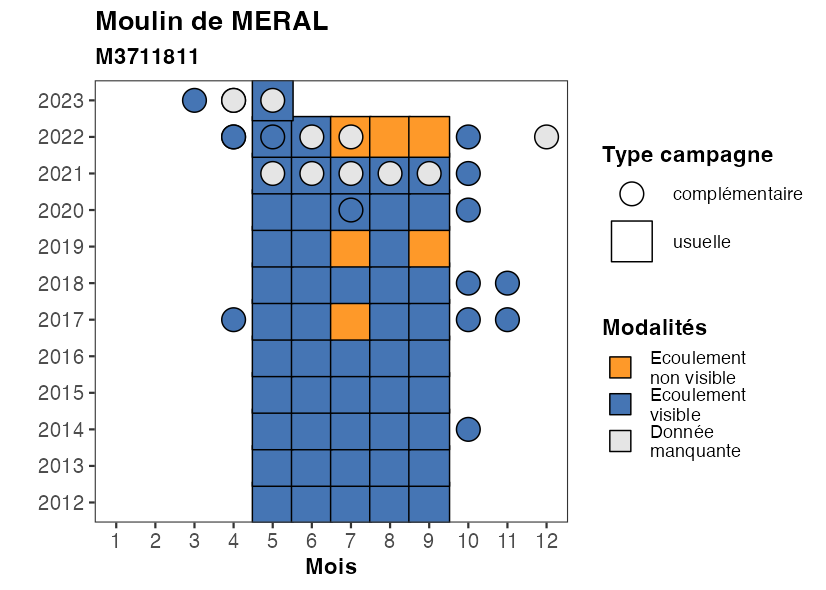 Moulin de MERAL
M3711811
2023
2022
2021
2020
2019
2018
2017
2016
2015
2014
2013
2012
1 2 3 4 5 6 7 8 9 10 11 12
Mois
Type campagne
complémentaire
usuelle
Modalités
Ecoulement
non visible
Ecoulement
visible
Donnée
manquante